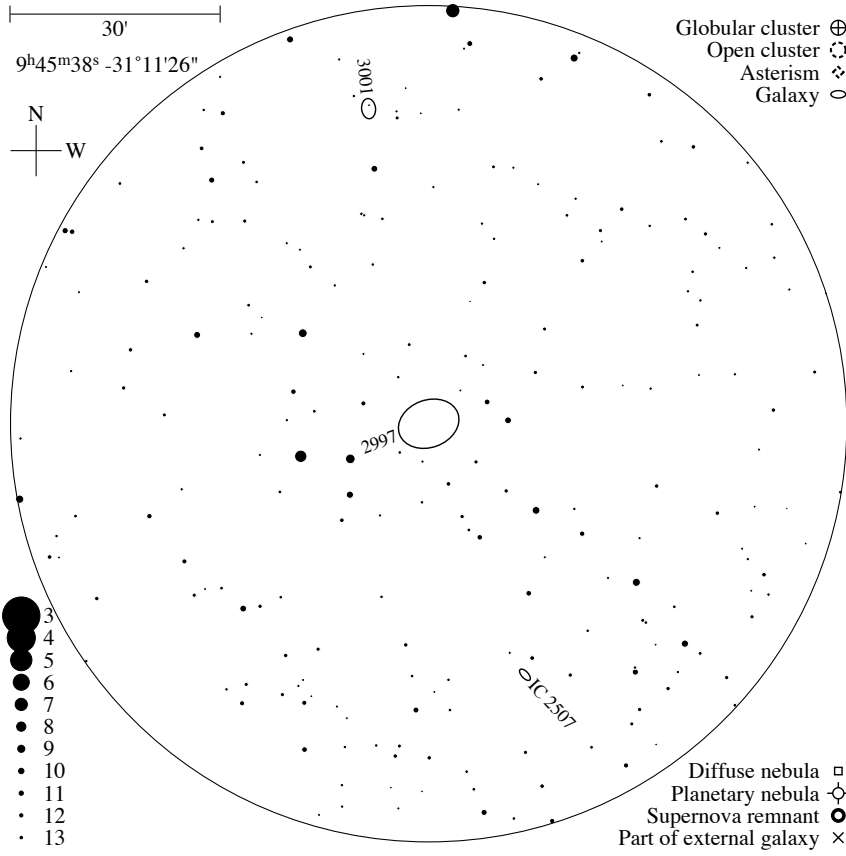 30'
9ʰ45ᵐ38ˢ -31°11'26"
N
W
Globular cluster
Open cluster
Asterism
Galaxy
3001
2997
IC 2507
3
4
5
6
7
8
9
10
11
12
13
Diffuse nebula
Planetary nebula
Supernova remnant
Part of external galaxy